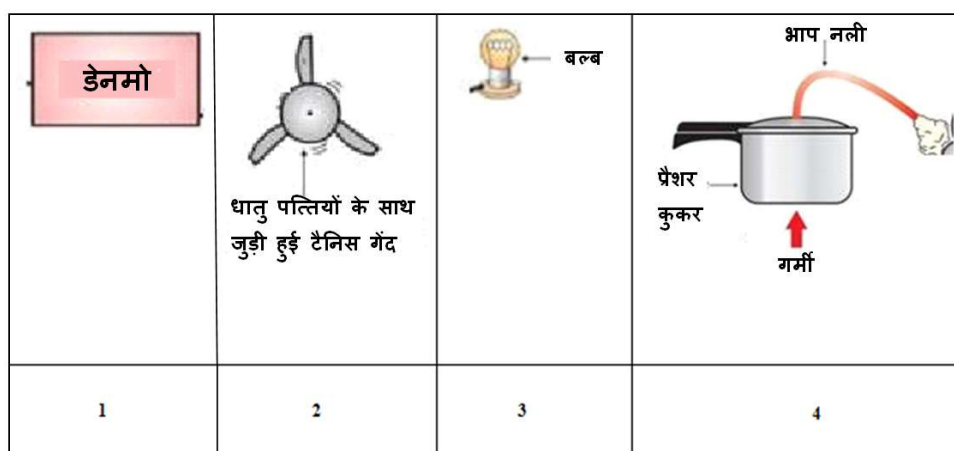 डेनमो
धातु पत्तियों के साथ
जुड़ी हुई टैनिस गेंद
बल्ब
भाप नली
प्रैशर
कुकर
गर्मी
1
2
3
4